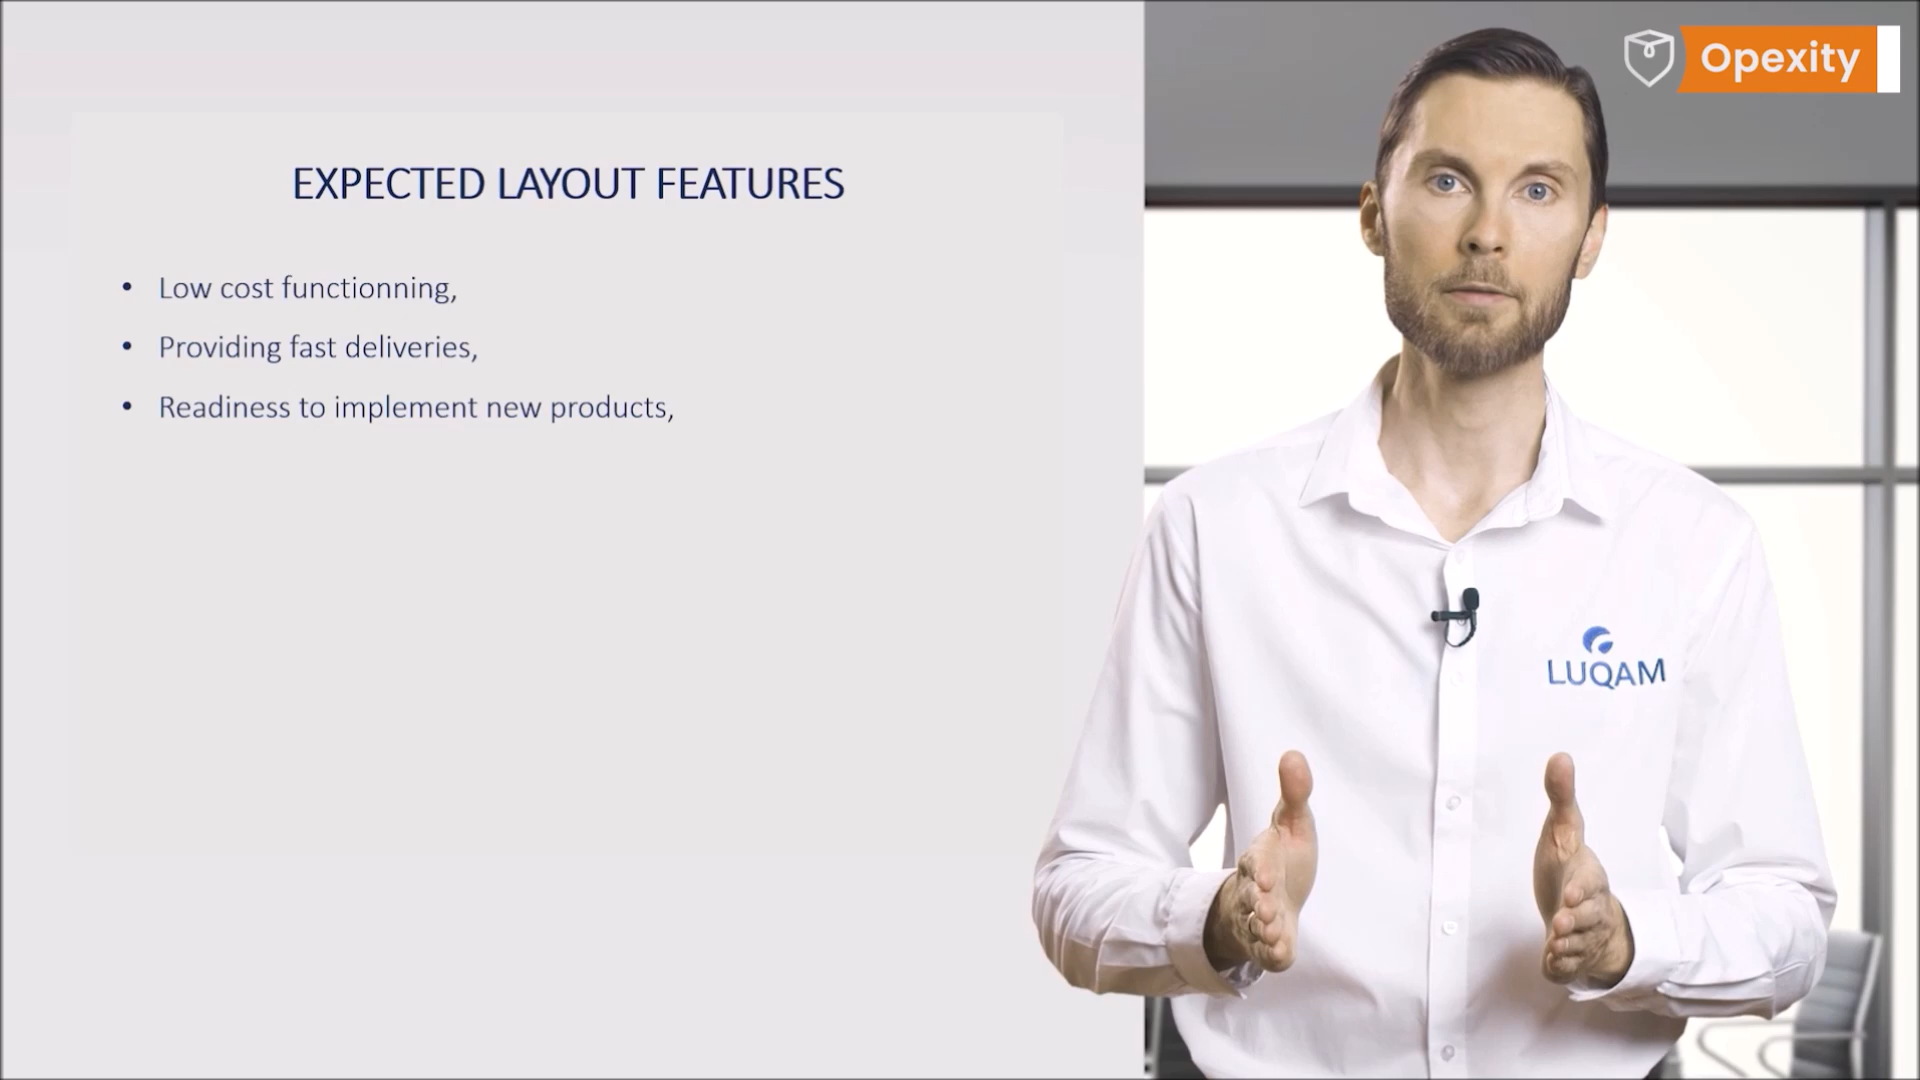 Opexity
EXPECTED LAYOUT FEATURES
• Low cost functionning,
• Providing fast deliveries,
• Readiness to implement new products,
LUQAM